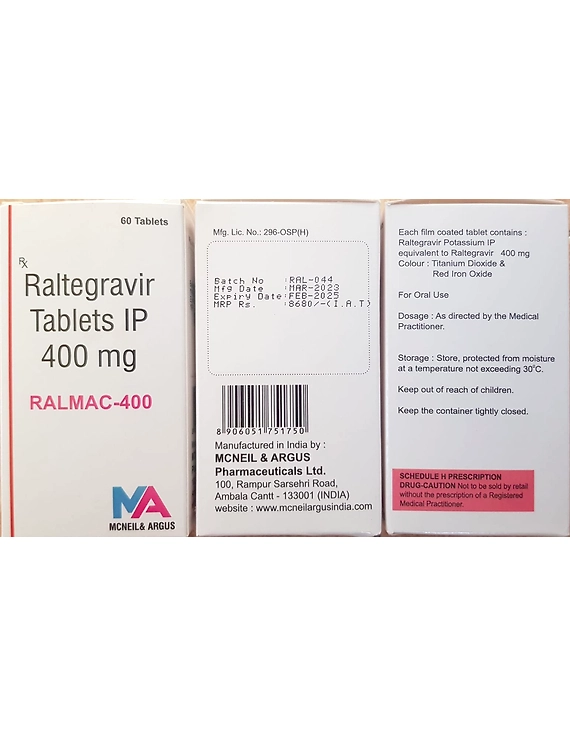 60 Tablets
Rx
Raltegravir
Tablets IP
400 mg
RALMAC-400
MA
MCNEIL & ARGUS
Mfg. Lic. No.: 296-OSP(H)
Batch No :RAL-044
Mfg Date :MAR-2023
Expiry Date:FEB-2025
MRP Rs. :8680/-(I.A.T)
8 906051 751750
Manufactured in India by :
MCNEIL & ARGUS
Pharmaceuticals Ltd.
100, Rampur Sarsehri Road,
Ambala Cantt - 133001 (INDIA)
website : www.mcneilargusindia.com
Each film coated tablet contains :
Raltegravir Potassium IP
equivalent to Raltegravir 400 mg
Colour : Titanium Dioxide &
Red Iron Oxide
For Oral Use
Dosage : As directed by the Medical
Practitioner.
Storage : Store, protected from moisture
at a temperature not exceeding 30°C.
Keep out of reach of children.
Keep the container tightly closed.
SCHEDULE H PRESCRIPTION
DRUG-CAUTION Not to be sold by retail
without the prescription of a Registered
Medical Practitioner.